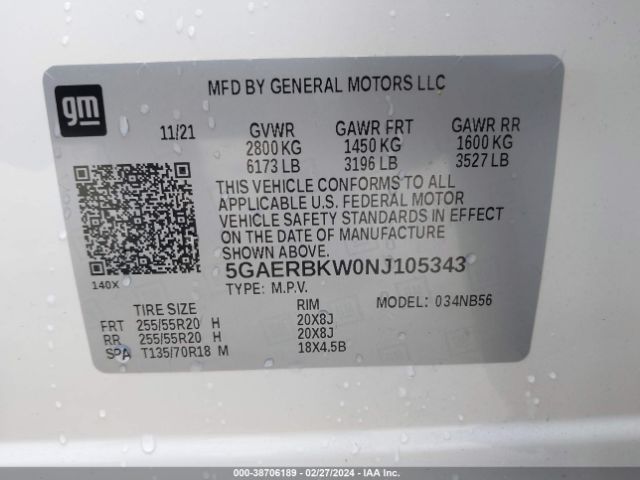 gm
MFD BY GENERAL MOTORS LLC
11/21 GVWR GAWR FRT GAWR RR
2800 KG 1450 KG 1600 KG
6173 LB 3196 LB 3527 LB
THIS VEHICLE CONFORMS TO ALL
APPLICABLE U.S. FEDERAL MOTOR
VEHICLE SAFETY STANDARDS IN EFFECT
ON THE DATE OF MANUFACTURE
SHOWN ABOVE.
140X 5GAERBKW0NJ105343
TYPE: M.P.V. MODEL: 034NB56
TIRE SIZE RIM
FRT 255/55R20 H 20X8J
RR 255/55R20 H 20X8J
SPA T135/70R18 M 18X4.5B
000-38706189 - 02/27/2024 - IAA Inc.